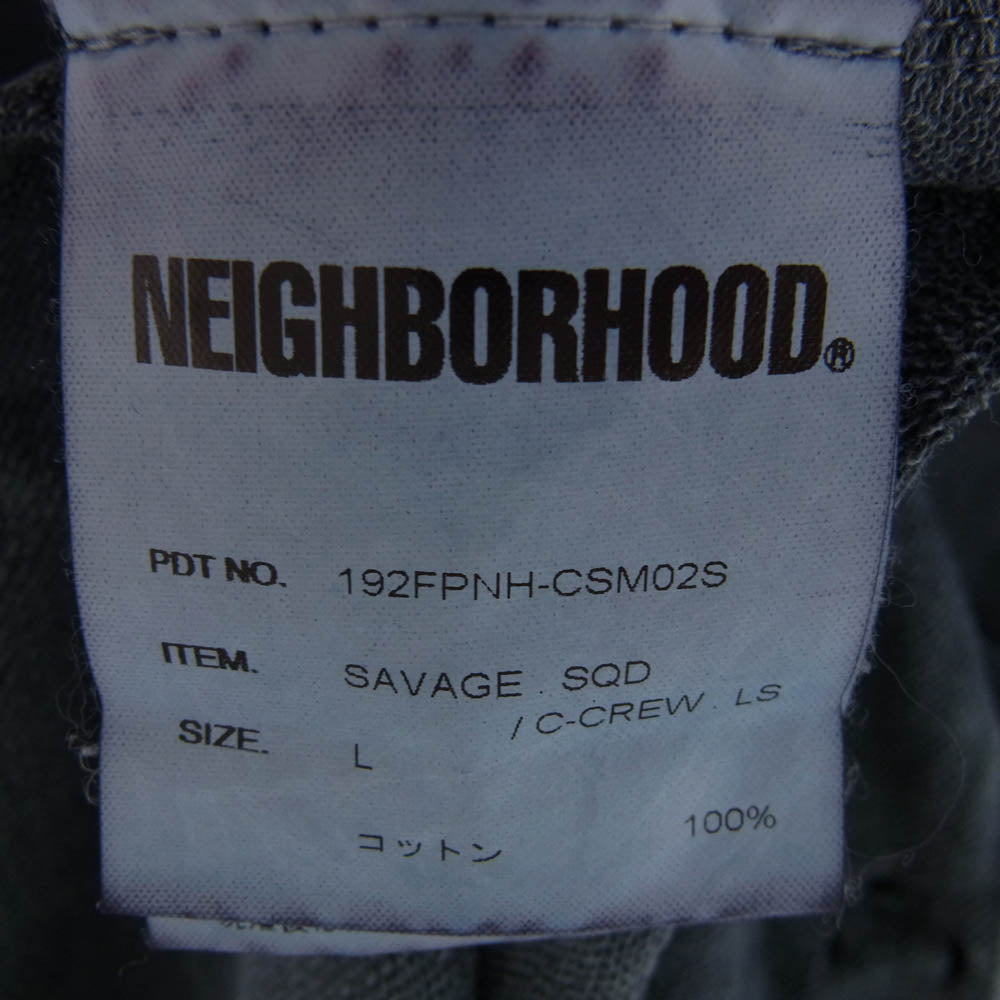 NEIGHBORHOOD®
PDT NO. 192FPNH-CSM02S
ITEM. SAVAGE . SQD
/ C-CREW . LS
SIZE. L
コットン 100%